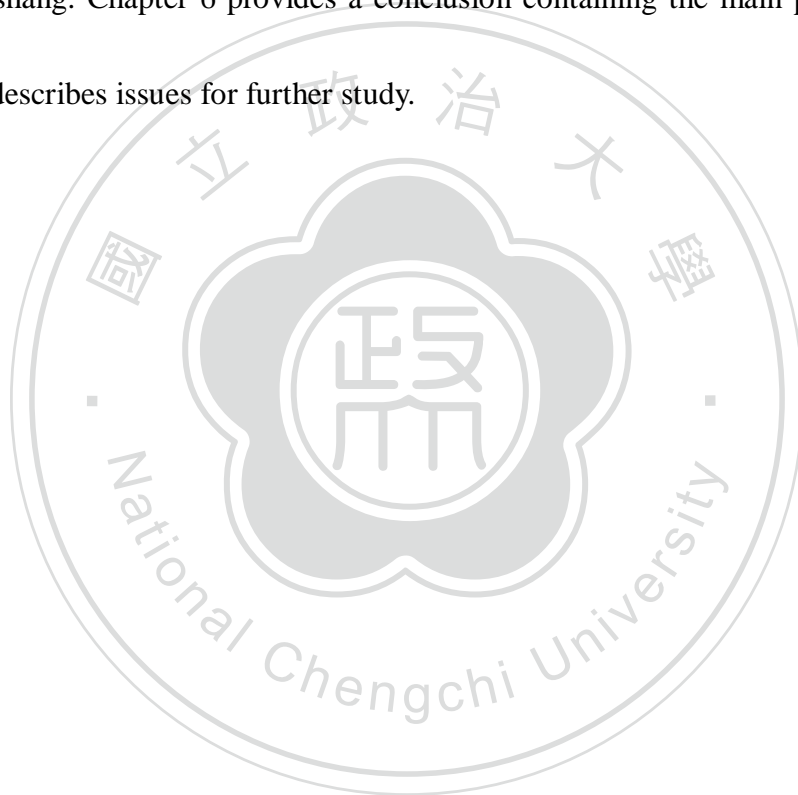 shang. Chapter 6 provides a conclusion containing the main p
describes issues for further study.
國立政治大學
政
National Chengchi University